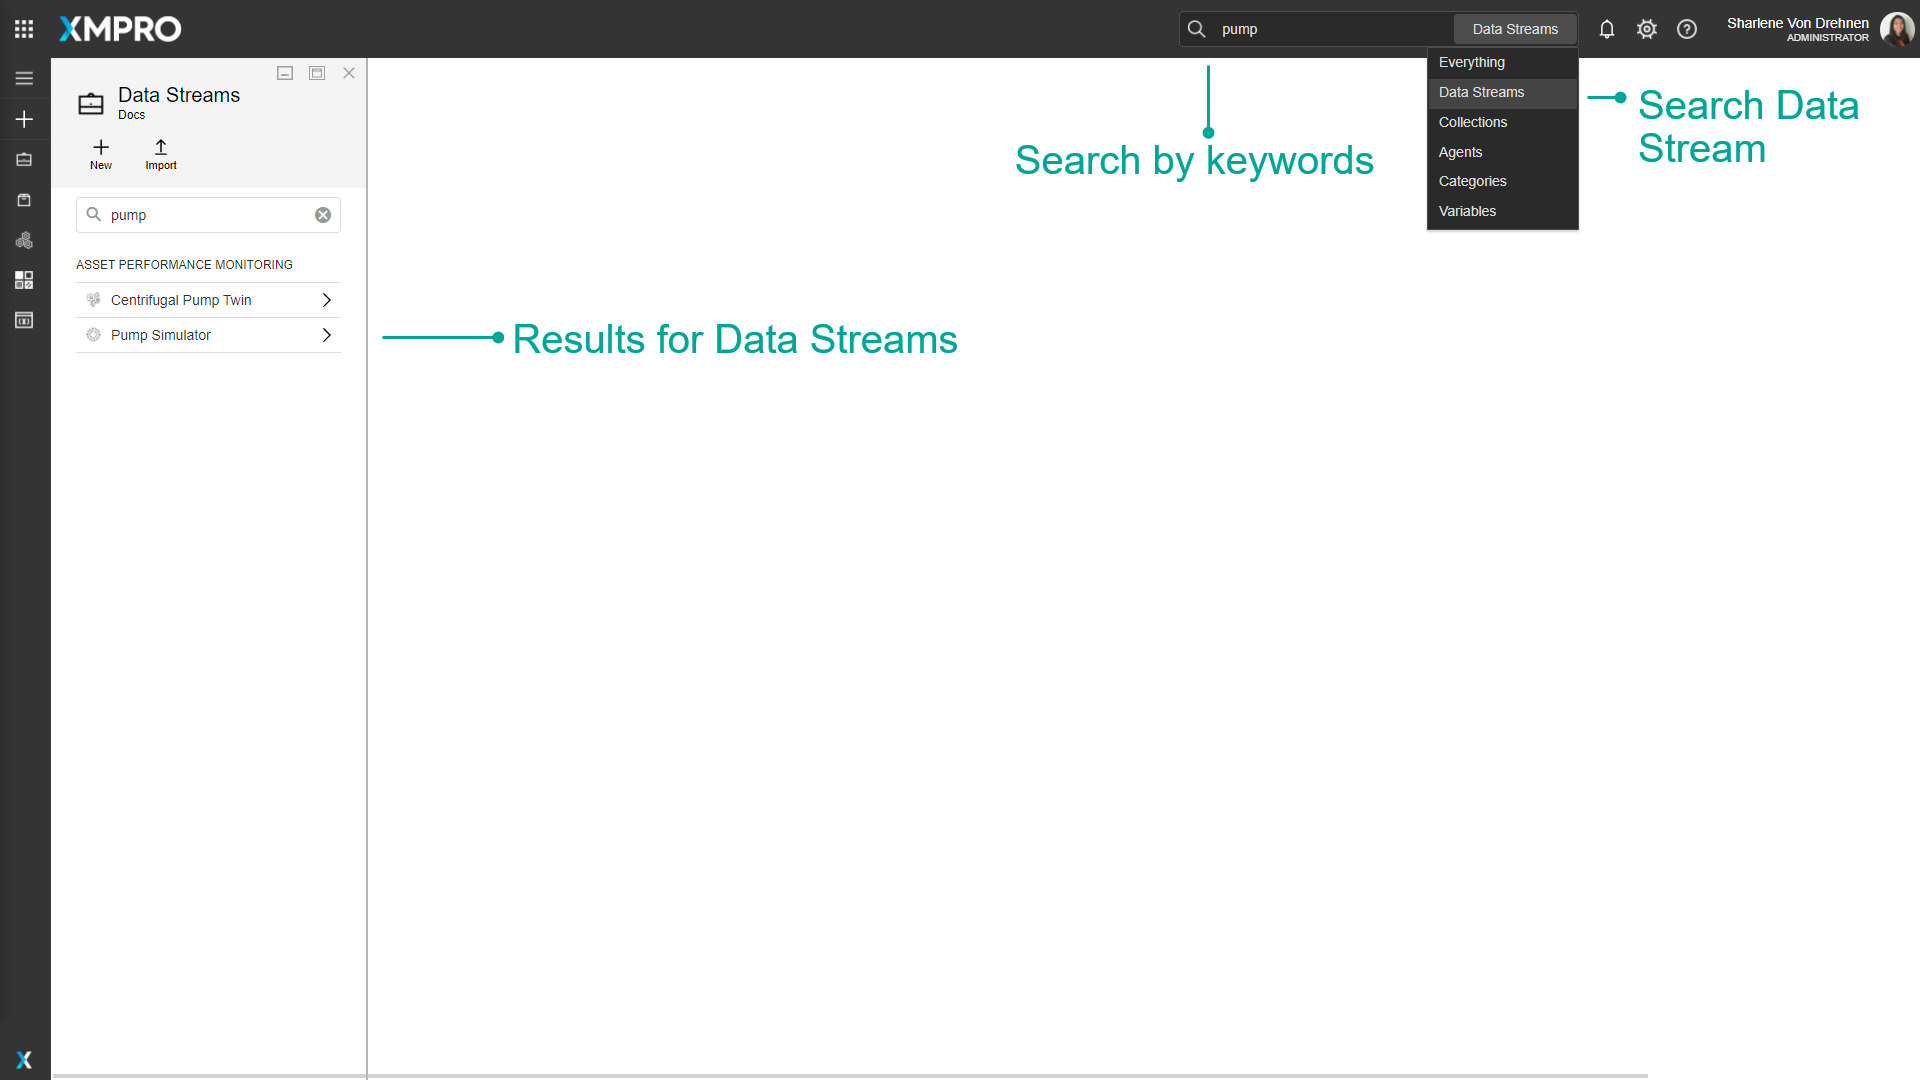 XMPRO
pump
Data Streams
Sharlene Von Drehnen
ADMINISTRATOR
Everything
Data Streams
Collections
Agents
Categories
Variables
Search Data
Stream
Search by keywords
Data Streams
Docs
New
Import
pump
ASSET PERFORMANCE MONITORING
Centrifugal Pump Twin
Pump Simulator
Results for Data Streams